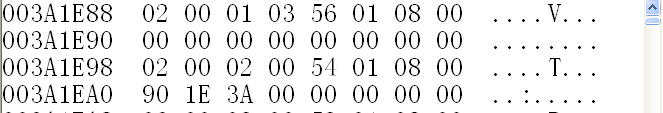 003A1E88 02 00 01 03 56 01 08 00 ....V...
003A1E90 00 00 00 00 00 00 00 00 ........
003A1E98 02 00 02 00 54 01 08 00 ....T...
003A1EA0 90 1E 3A 00 00 00 00 00 ..:.....